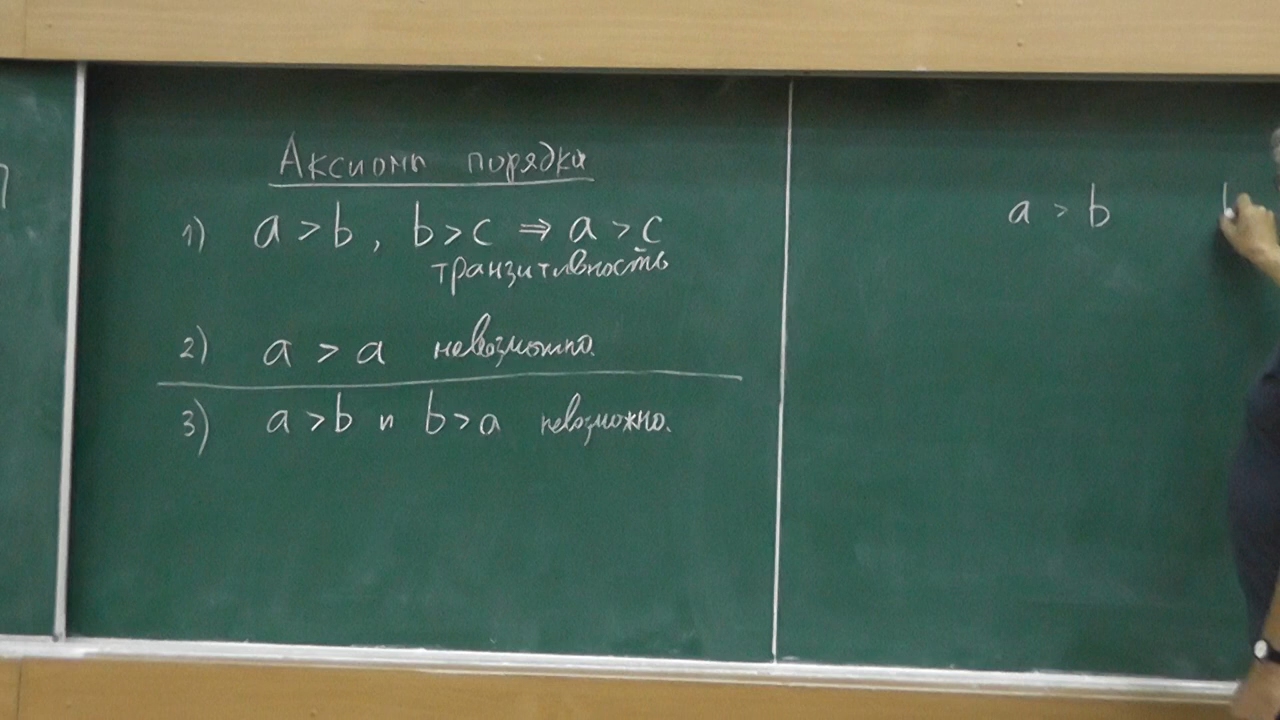 Аксиомы порядка
1) a > b, b > c ⇒ a > c
транзитивность
2) a > a невозможно.
3) a > b и b > a невозможно.
a > b